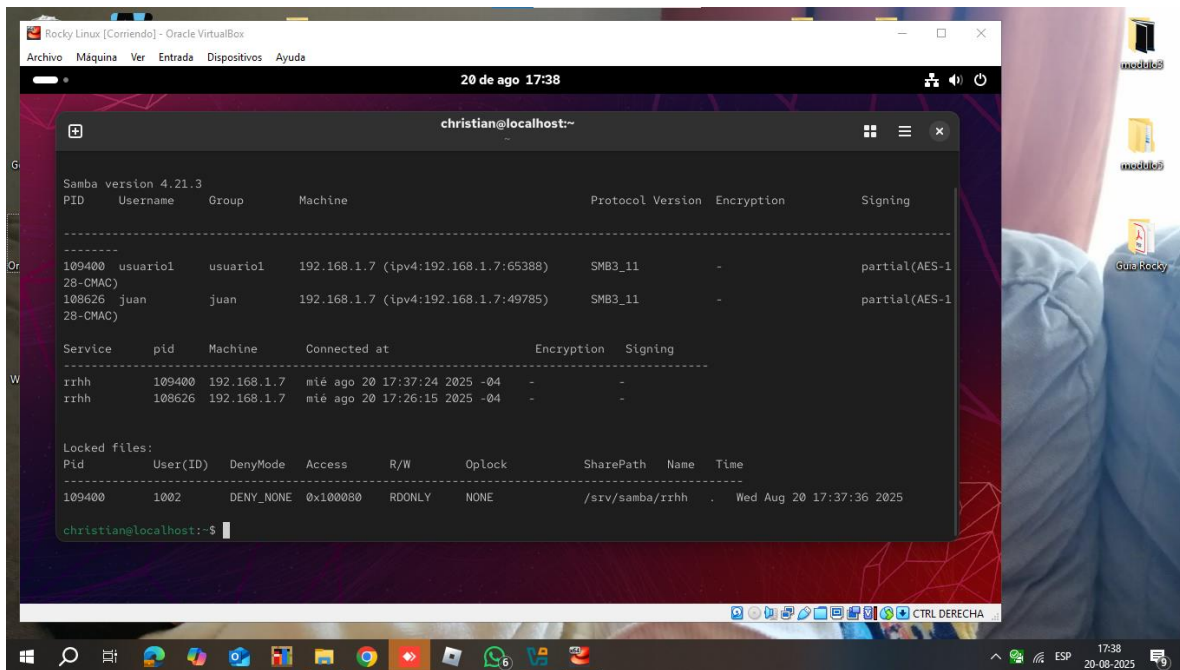 Rocky Linux [Corriendo] - Oracle VirtualBox
Archivo Máquina Ver Entrada Dispositivos Ayuda
20 de ago 17:38
christian@localhost:~
~
Samba version 4.21.3
PID Username Group Machine Protocol Version Encryption Signing
--------------------------------------------------------------------------------
--------
109400 usuario1 usuario1 192.168.1.7 (ipv4:192.168.1.7:65388) SMB3_11 - partial(AES-1
28-CMAC)
108626 juan juan 192.168.1.7 (ipv4:192.168.1.7:49785) SMB3_11 - partial(AES-1
28-CMAC)
Service pid Machine Connected at Encryption Signing
--------------------------------------------------------------------------------
rrhh 109400 192.168.1.7 mié ago 20 17:37:24 2025 -04 - -
rrhh 108626 192.168.1.7 mié ago 20 17:26:15 2025 -04 - -
Locked files:
Pid User(ID) DenyMode Access R/W Oplock SharePath Name Time
--------------------------------------------------------------------------------
109400 1002 DENY_NONE 0x100080 RDONLY NONE /srv/samba/rrhh . Wed Aug 20 17:37:36 2025
christian@localhost:~$
CTRL DERECHA
modulo3
modulo5
Guia Rocky
6
ESP
17:38
20-08-2025
9